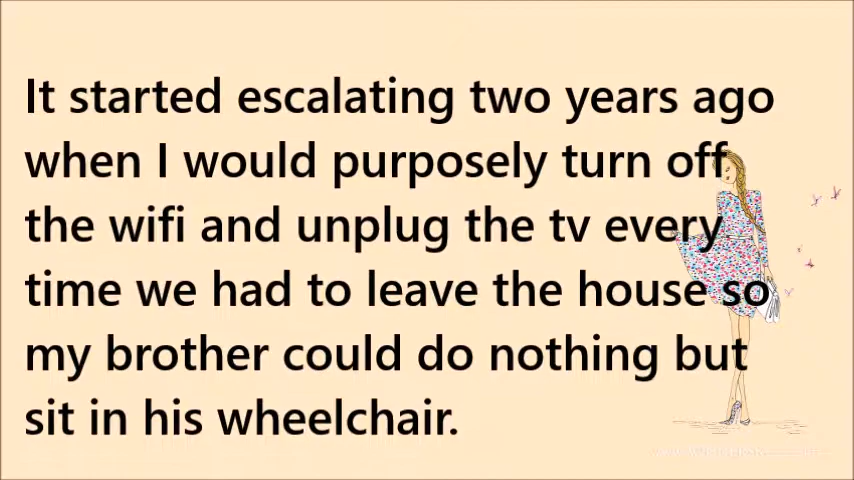 It started escalating two years ago
when I would purposely turn off
the wifi and unplug the tv every
time we had to leave the house so
my brother could do nothing but
sit in his wheelchair.